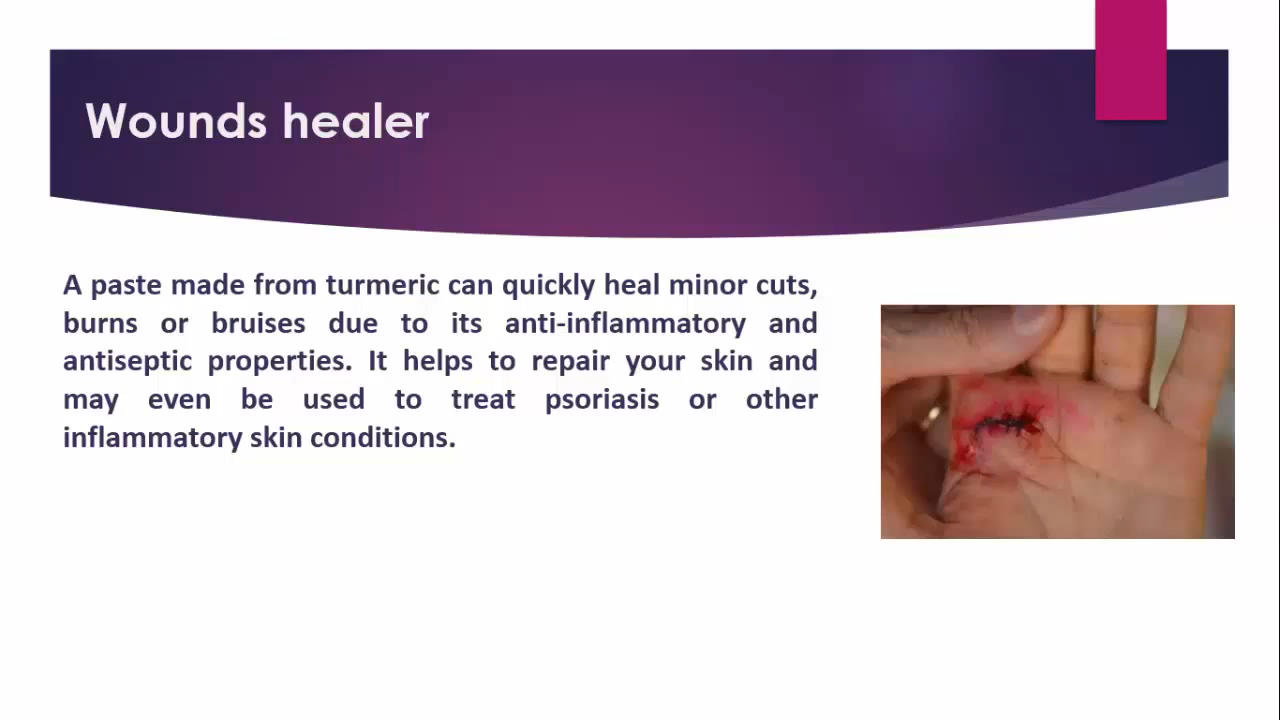 Wounds healer
A paste made from turmeric can quickly heal minor cuts,
burns or bruises due to its anti-inflammatory and
antiseptic properties. It helps to repair your skin and
may even be used to treat psoriasis or other
inflammatory skin conditions.